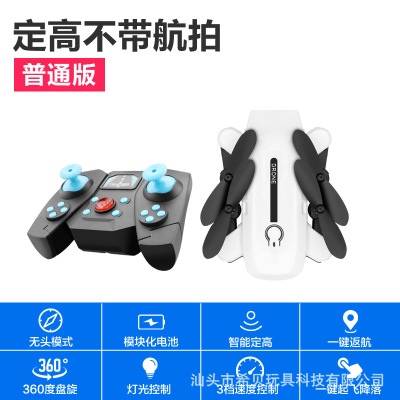 定高不带航拍
普通版
DRONE
无头模式
模块化电池
智能定高
一键返航
360°
360度盘旋
灯光控制
3档速度控制
一键起飞降落
汕头市希贝玩具科技有限公司